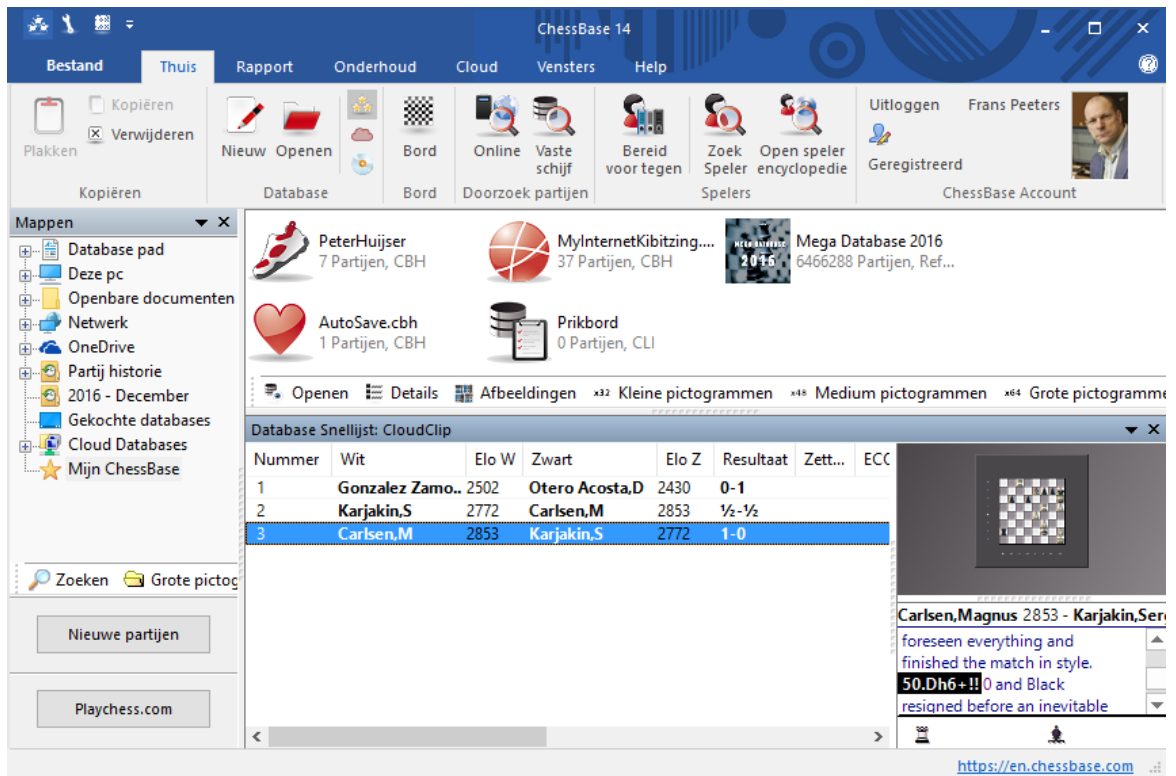 ChessBase 14
Bestand Thuis Rapport Onderhoud Cloud Vensters Help
Plakken
Kopiëren
Verwijderen
Kopiëren
Nieuw Openen
Database
Bord
Bord
Online Vaste schijf
Doorzoek partijen
Bereid voor tegen
Zoek Speler
Open speler encyclopedie
Spelers
Uitloggen Frans Peeters
Geregistreerd
ChessBase Account
Mappen
Database pad
Deze pc
Openbare documenten
Netwerk
OneDrive
Partij historie
2016 - December
Gekochte databases
Cloud Databases
Mijn ChessBase
Zoeken Grote pictog
Nieuwe partijen
Playchess.com
PeterHuijser
7 Partijen, CBH
MyInternetKibitzing....
37 Partijen, CBH
MEGA DATABASE
2016
Mega Database 2016
6466288 Partijen, Ref...
AutoSave.cbh
1 Partijen, CBH
Prikbord
0 Partijen, CLI
Openen Details Afbeeldingen x32 Kleine pictogrammen x48 Medium pictogrammen x64 Grote pictogramme
Database Snellijst: CloudClip
Nummer Wit Elo W Zwart Elo Z Resultaat Zett... ECC
1 Gonzalez Zamo.. 2502 Otero Acosta,D 2430 0-1
2 Karjakin,S 2772 Carlsen,M 2853 ½-½
3 Carlsen,M 2853 Karjakin,S 2772 1-0
Carlsen,Magnus 2853 - Karjakin,Ser
foreseen everything and
finished the match in style.
50.Dh6+!! 0 and Black
resigned before an inevitable
https://en.chessbase.com